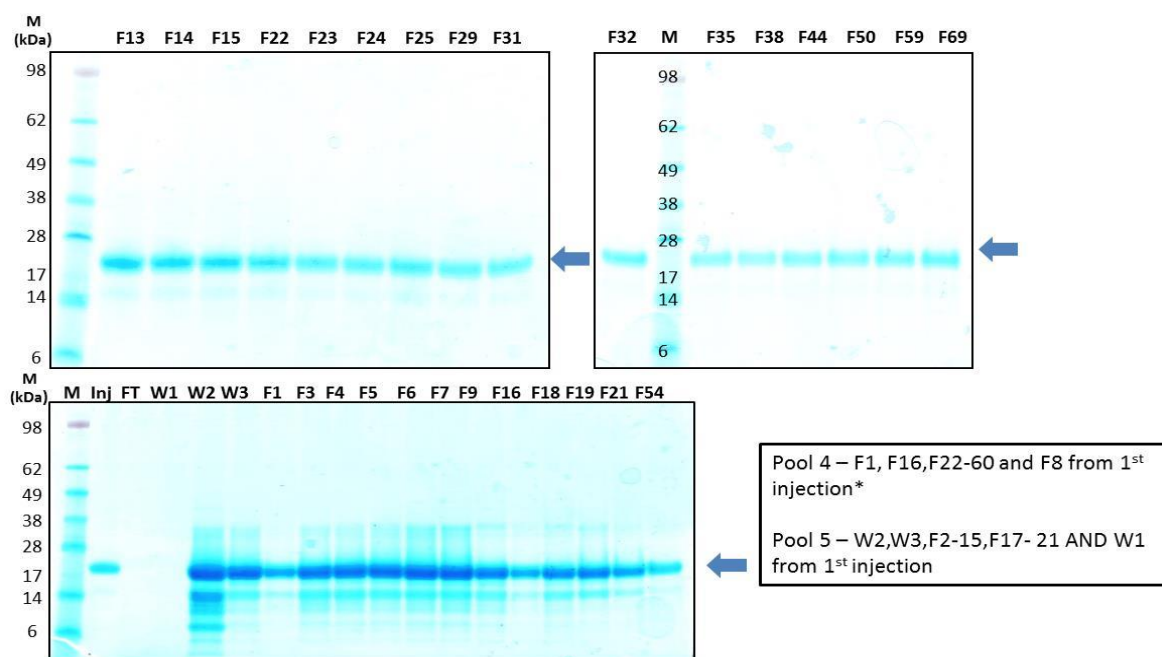 M
(kDa)
F13 F14 F15 F22 F23 F24 F25 F29 F31
98
62
49
38
28
17
14
6
F32 M F35 F38 F44 F50 F59 F69
98
62
49
38
28
17
14
6
M
(kDa)
M Inj FT W1 W2 W3 F1 F3 F4 F5 F6 F7 F9 F16 F18 F19 F21 F54
98
62
49
38
28
17
14
6
Pool 4 – F1, F16,F22-60 and F8 from 1st
injection*
Pool 5 – W2,W3,F2-15,F17- 21 AND W1
from 1st injection